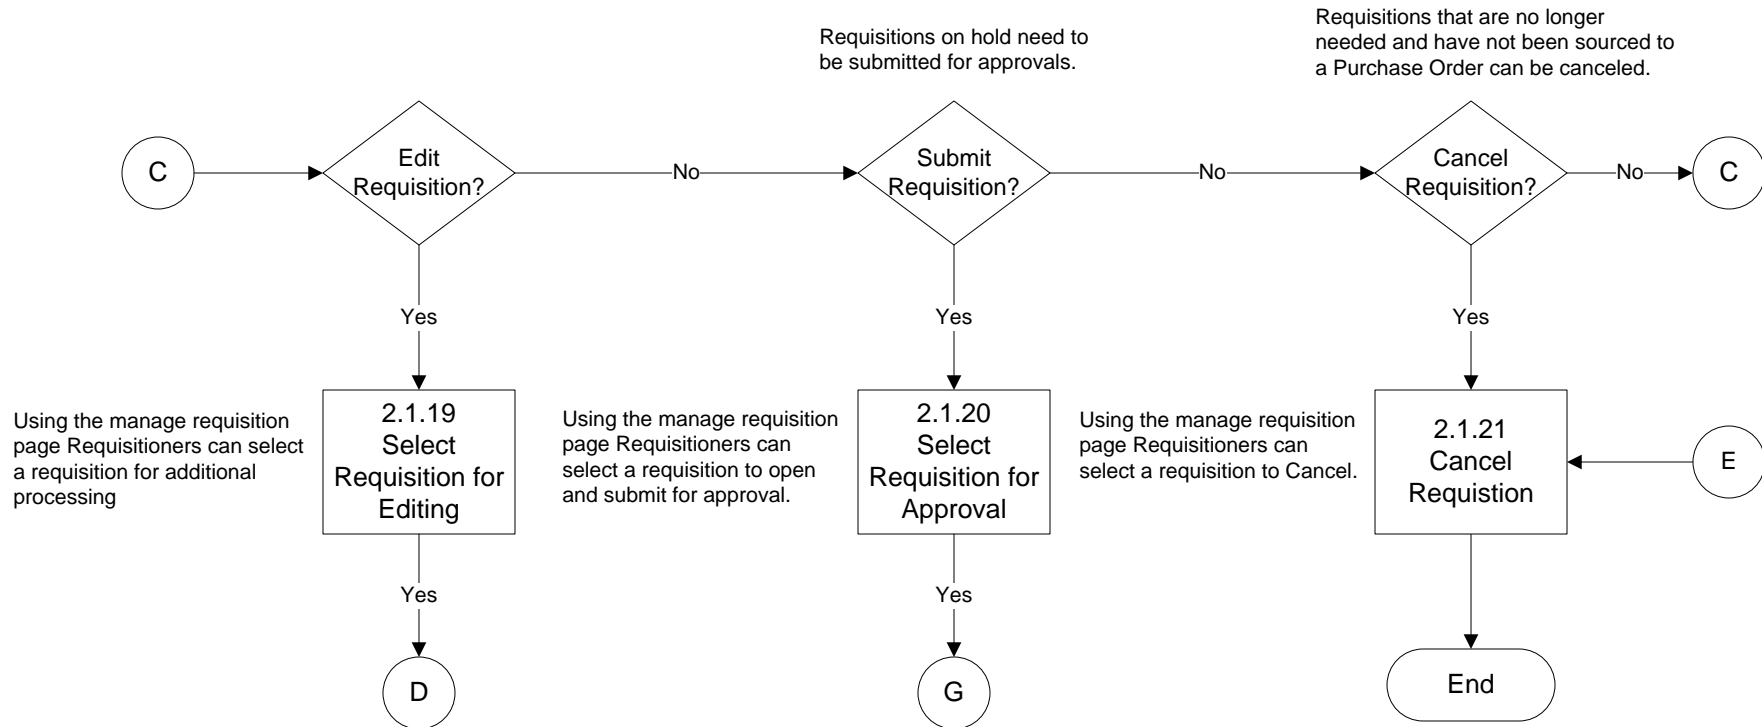 Requisitions on hold need to
be submitted for approvals.
Requisitions that are no longer
needed and have not been sourced to
a Purchase Order can be canceled.
C
Edit
Requisition?
No
Submit
Requisition?
No
Cancel
Requisition?
No
C
Yes
Yes
Yes
Using the manage requisition
page Requisitioners can select
a requisition for additional
processing
2.1.19
Select
Requisition for
Editing
Using the manage requisition
page Requisitioners can
select a requisition to open
and submit for approval.
2.1.20
Select
Requisition for
Approval
Using the manage requisition
page Requisitioners can
select a requisition to Cancel.
2.1.21
Cancel
Requistion
E
Yes
Yes
D
G
End